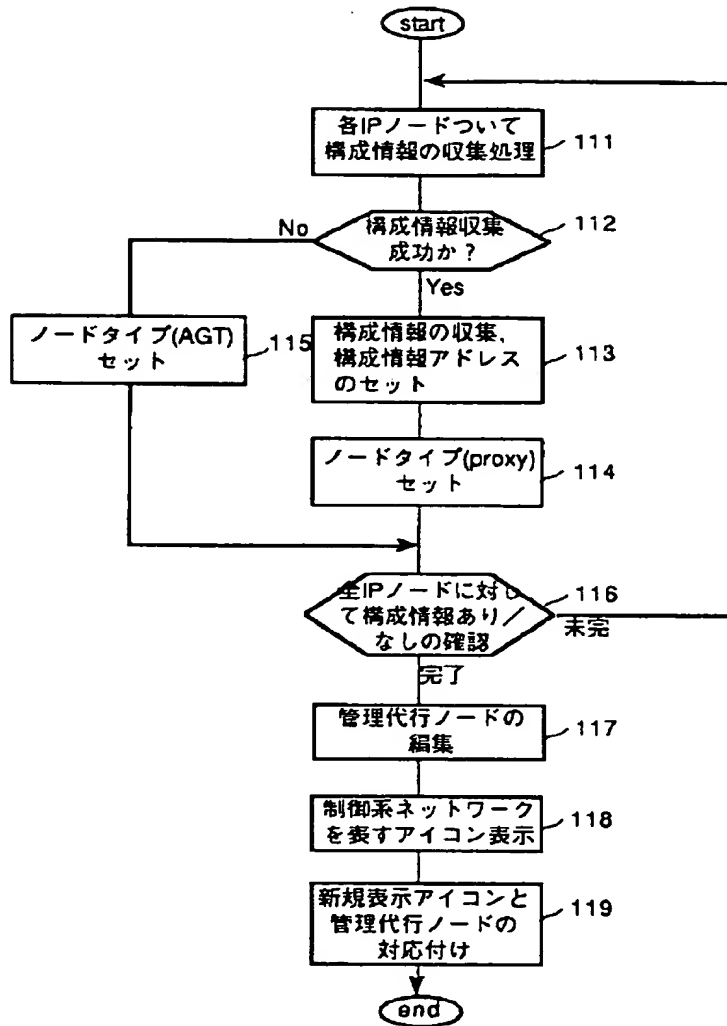 start
各IPノードついて
構成情報の収集処理
111
構成情報収集
成功か?
112
No
Yes
ノードタイプ(AGT)
セット
115
構成情報の収集,
構成情報アドレス
のセット
113
ノードタイプ(proxy)
セット
114
全IPノードに対し
て構成情報あり/
なしの確認
116
未完
完了
管理代行ノードの
編集
117
制御系ネットワーク
を表すアイコン表示
118
新規表示アイコンと
管理代行ノードの
対応付け
119
end